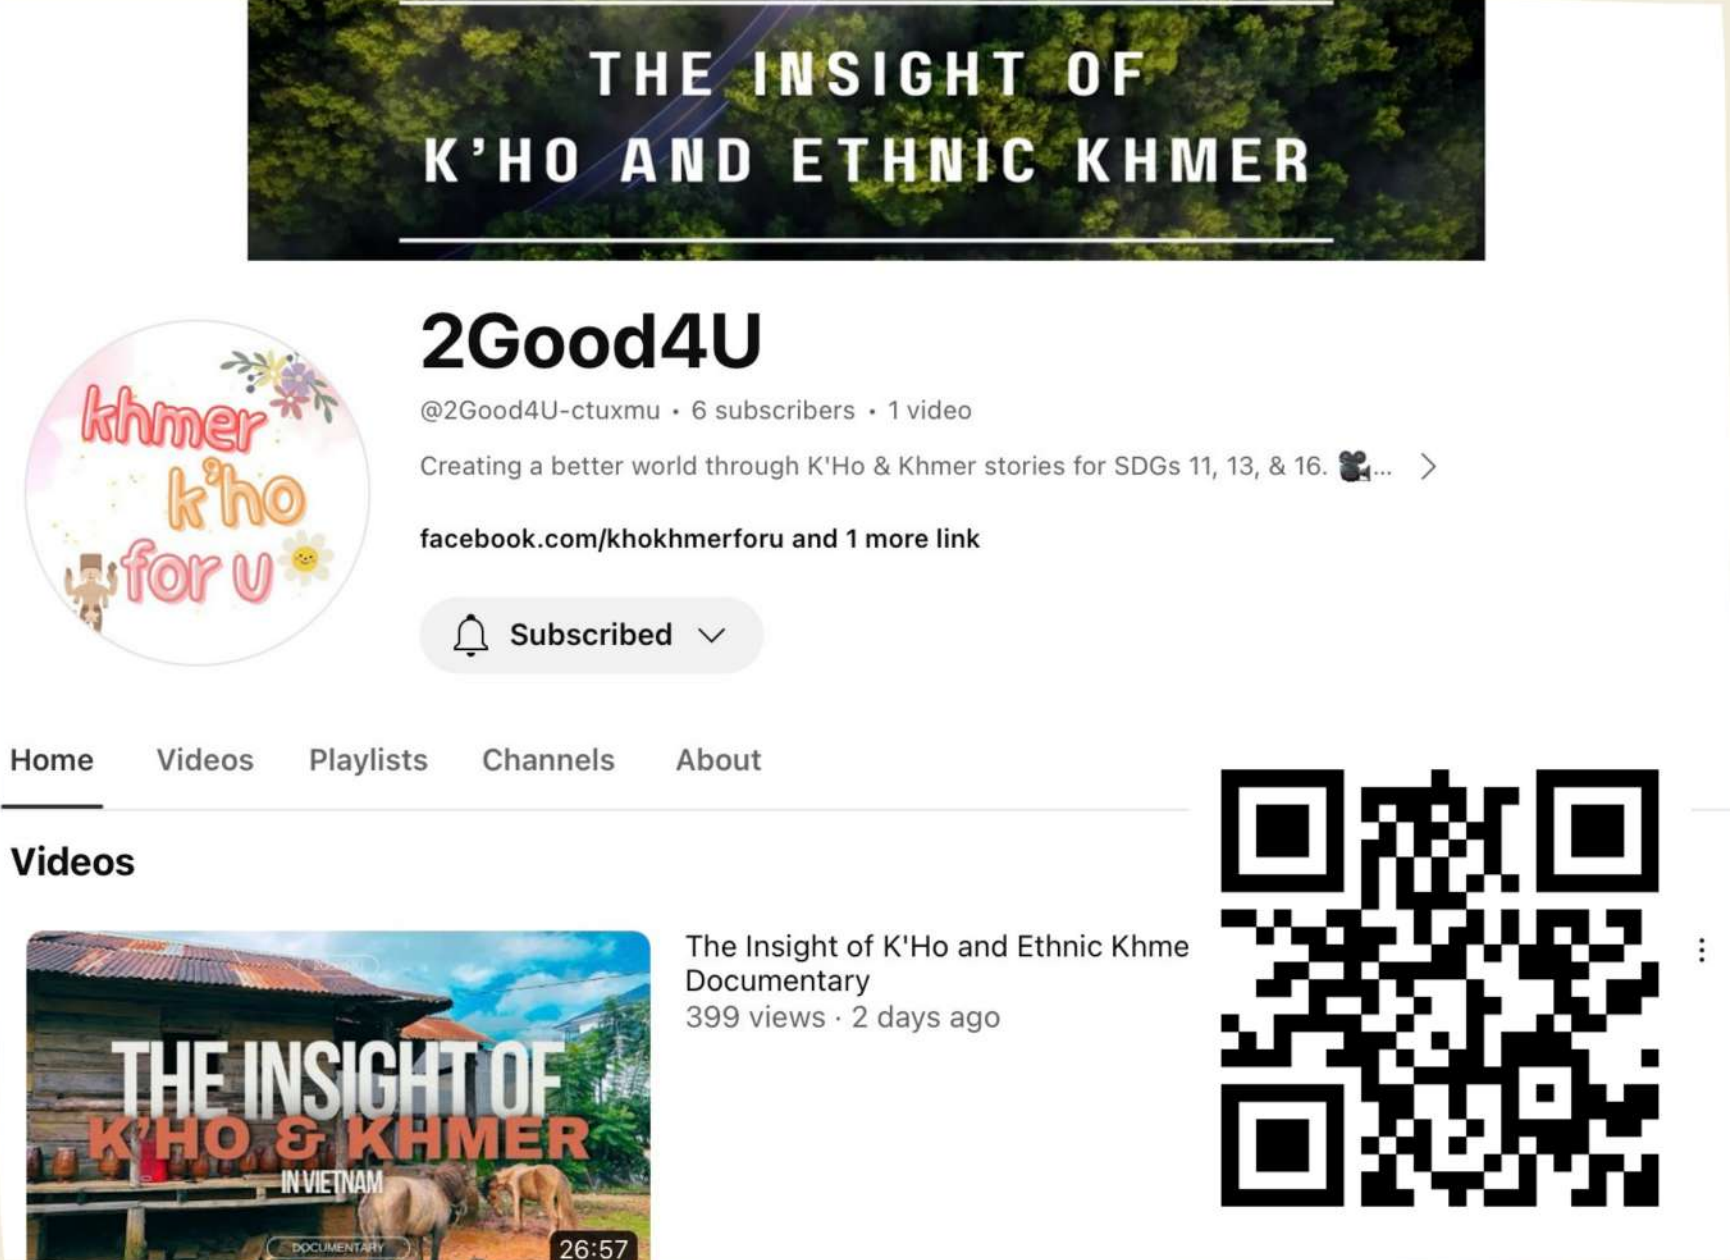 THE INSIGHT OF
K'HO AND ETHNIC KHMER
khmer
k'ho
for u
2Good4U
@2Good4U-ctuxmu • 6 subscribers • 1 video
Creating a better world through K'Ho & Khmer stories for SDGs 11, 13, & 16. 🎥...
facebook.com/khokhmerforu and 1 more link
Subscribed
Home Videos Playlists Channels About
Videos
THE INSIGHT OF
K'HO & KHMER
IN VIETNAM
DOCUMENTARY
26:57
The Insight of K'Ho and Ethnic Khme
Documentary
399 views · 2 days ago